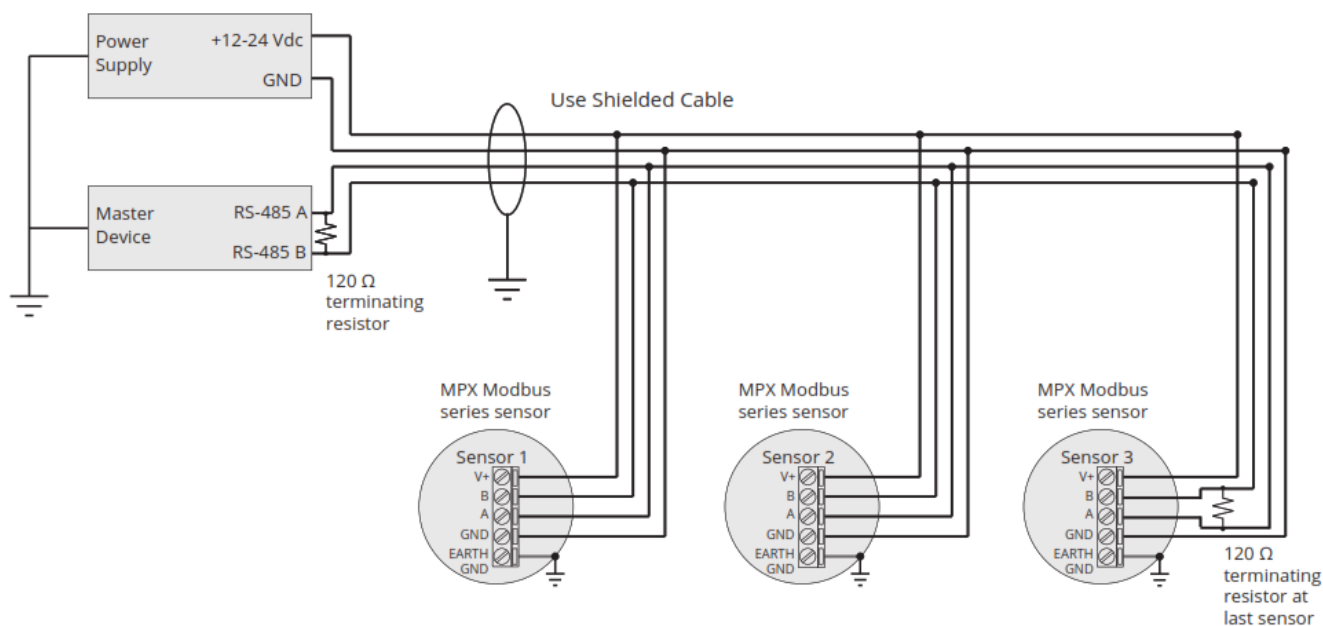 Power
Supply
+12-24 Vdc
GND
Use Shielded Cable
Master
Device
RS-485 A
RS-485 B
120 Ω
terminating
resistor
MPX Modbus
series sensor
Sensor 1
V+
B
A
GND
EARTH
GND
MPX Modbus
series sensor
Sensor 2
V+
B
A
GND
EARTH
GND
MPX Modbus
series sensor
Sensor 3
V+
B
A
GND
EARTH
GND
120 Ω
terminating
resistor at
last sensor